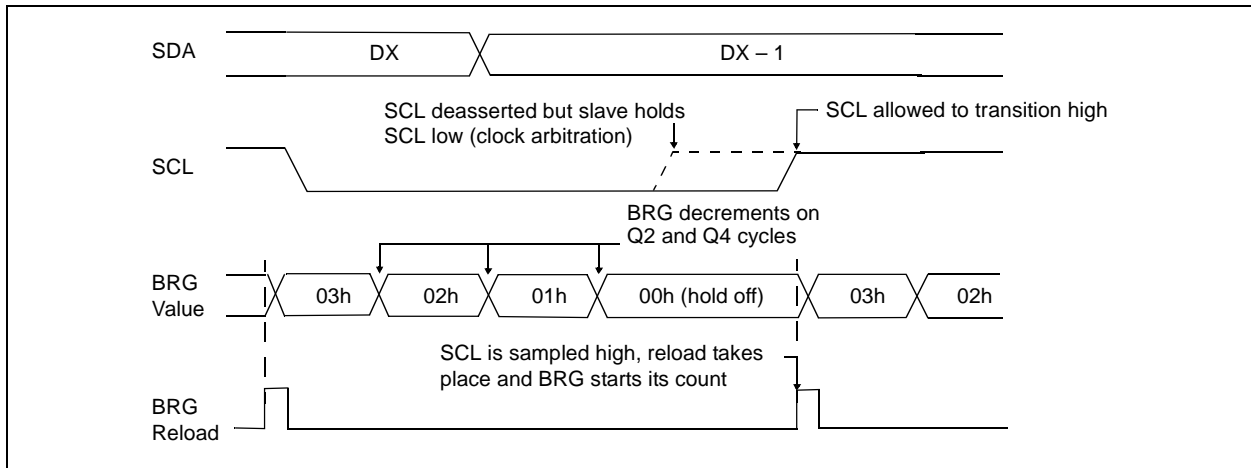 SDA
DX
DX – 1
SCL deasserted but slave holds
SCL low (clock arbitration)
SCL allowed to transition high
SCL
BRG decrements on
Q2 and Q4 cycles
BRG
Value
03h
02h
01h
00h (hold off)
03h
02h
SCL is sampled high, reload takes
place and BRG starts its count
BRG
Reload